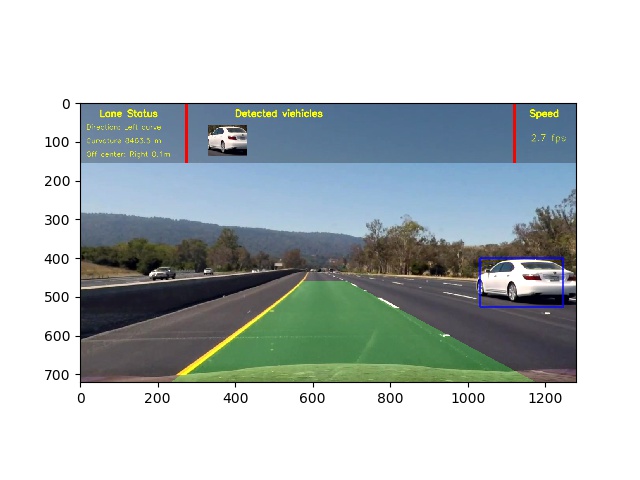 Lane Status
Detected viehicles
Speed
Direction: Left curve
Curvature 8463.5 m
Off center: Right 0.1m
2.7 fps
0
100
200
300
400
500
600
700
0
200
400
600
800
1000
1200